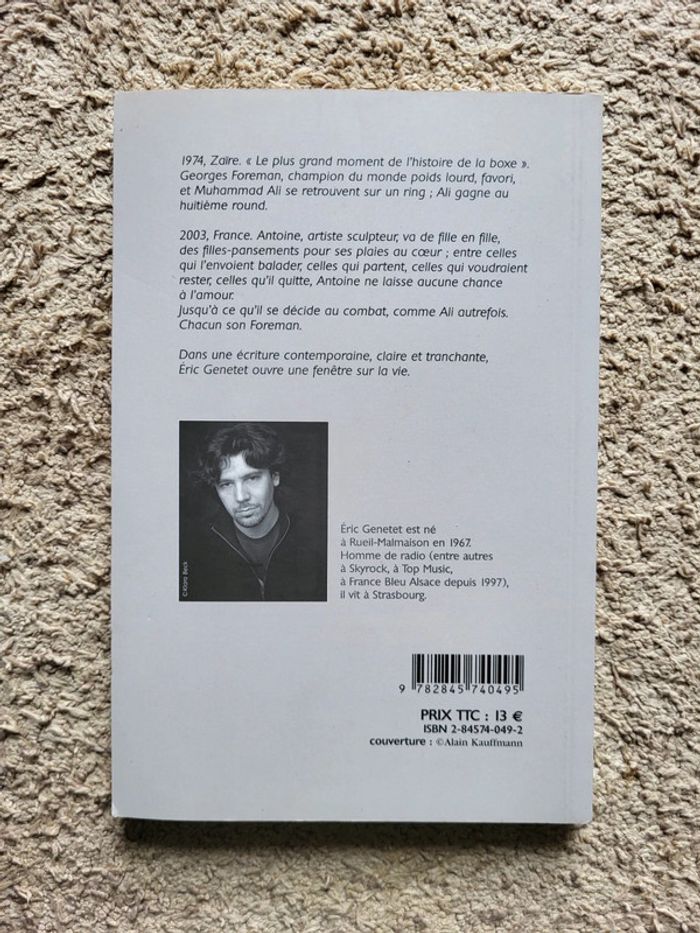 1974, Zaïre. « Le plus grand moment de l'histoire de la boxe ».
Georges Foreman, champion du monde poids lourd, favori,
et Muhammad Ali se retrouvent sur un ring ; Ali gagne au
huitième round.
2003, France. Antoine, artiste sculpteur, va de fille en fille,
des filles-pansements pour ses plaies au cœur ; entre celles
qui l'envoient balader, celles qui partent, celles qui voudraient
rester, celles qu'il quitte, Antoine ne laisse aucune chance
à l'amour.
Jusqu'à ce qu'il se décide au combat, comme Ali autrefois.
Chacun son Foreman.
Dans une écriture contemporaine, claire et tranchante,
Éric Genetet ouvre une fenêtre sur la vie.
©Klara Beck
Éric Genetet est né
à Rueil-Malmaison en 1967.
Homme de radio (entre autres
à Skyrock, à Top Music,
à France Bleu Alsace depuis 1997),
il vit à Strasbourg.
9 782845 740495
PRIX TTC : 13 €
ISBN 2-84574-049-2
couverture : ©Alain Kauffmann